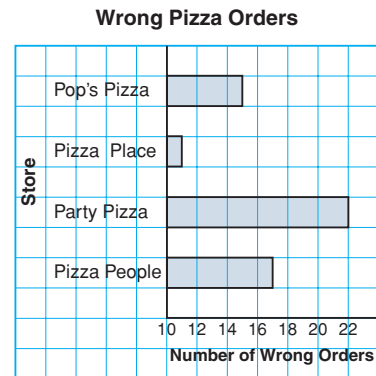 Wrong Pizza Orders
Store
Pop's Pizza
Pizza Place
Party Pizza
Pizza People
10 12 14 16 18 20 22
Number of Wrong Orders